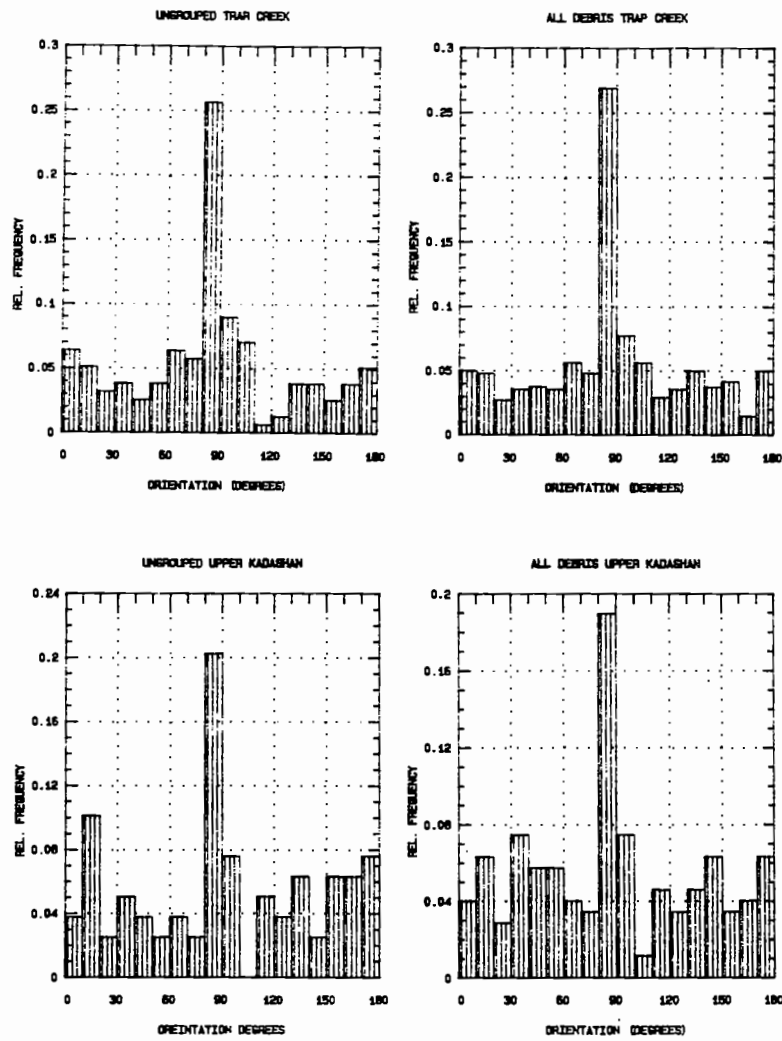 UNGROUPED TRAR CREEK
0.3
0.25
0.2
0.15
0.1
0.05
0
REL. FREQUENCY
0 30 60 90 120 150 180
ORIENTATION (DEGREES)
ALL DEBRIS TRAP CREEK
0.3
0.25
0.2
0.15
0.1
0.05
0
REL. FREQUENCY
0 30 60 90 120 150 180
ORIENTATION (DEGREES)
UNGROUPED UPPER KADASHAN
0.24
0.2
0.16
0.12
0.08
0.04
0
REL. FREQUENCY
0 30 60 90 120 150 180
OREINTATION DEGREES
ALL DEBRIS UPPER KADASHAN
0.2
0.16
0.12
0.08
0.04
0
REL. FREQUENCY
0 30 60 90 120 150 180
ORIENTATION (DEGREES)